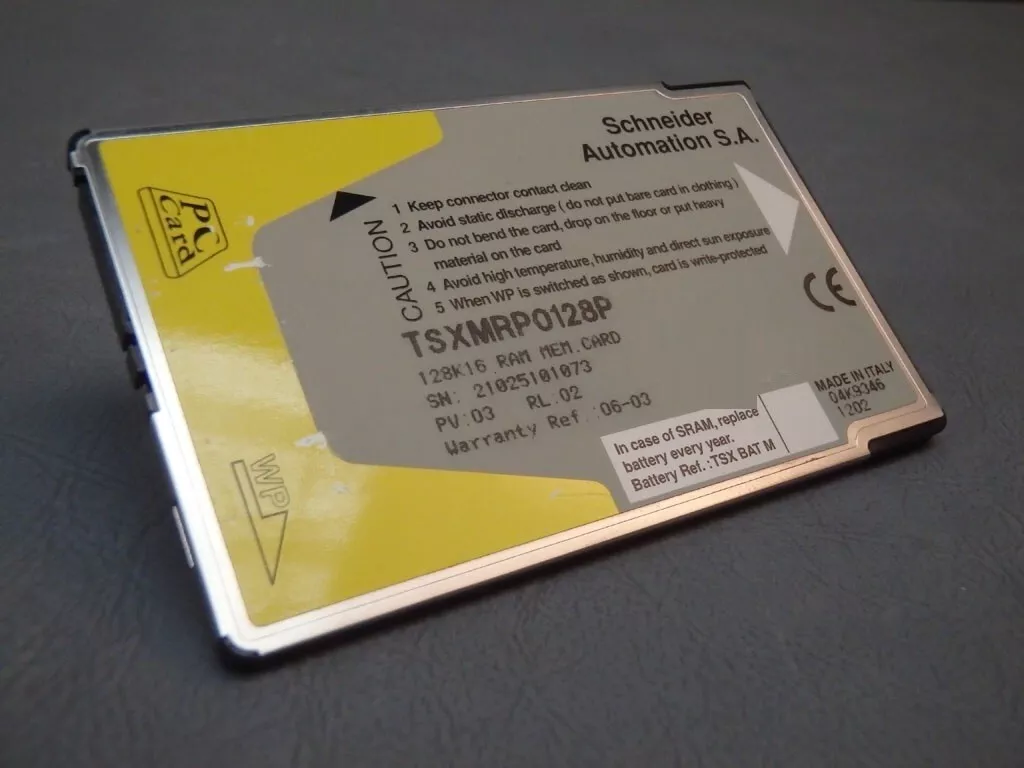 Schneider
Automation S.A.
PC
Card
CAUTION
1 Keep connector contact clean
2 Avoid static discharge ( do not put bare card in clothing )
3 Do not bend the card, drop on the floor or put heavy
material on the card
4 Avoid high temperature, humidity and direct sun exposure
5 When WP is switched as shown, card is write-protected
TSXMRP0128P
128K16 RAM MEM.CARD
SN: 21025101073
PV:03 RL:02
Warranty Ref.:06-03
CE
WP
In case of SRAM, replace
battery every year.
Battery Ref.:TSX BAT M
MADE IN ITALY
04K9346
1202